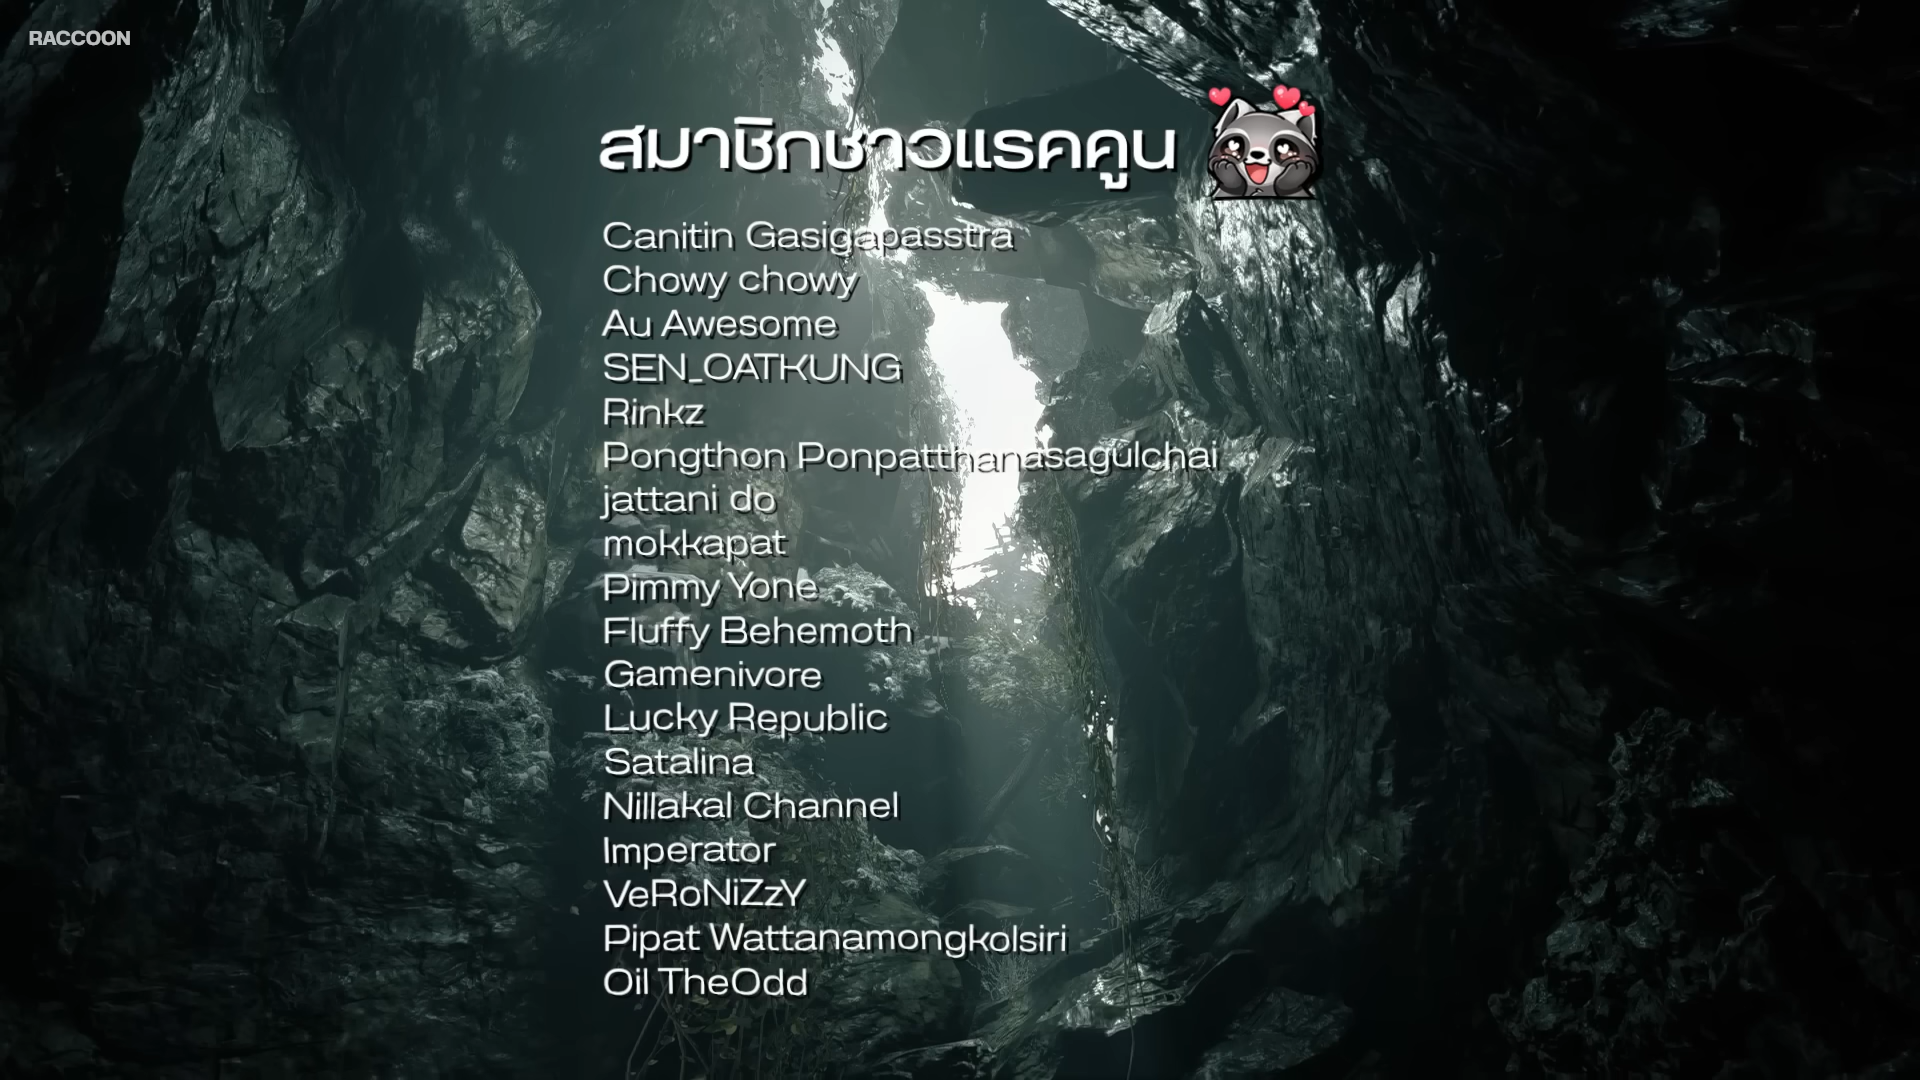 RACCOON
สมาชิกชาวแรคคูน
Canitin Gasigapasstra
Chowy chowy
Au Awesome
SEN_OATKUNG
Rinkz
Pongthon Ponpatthanasagulchai
jattani do
mokkapat
Pimmy Yone
Fluffy Behemoth
Gamenivore
Lucky Republic
Satalina
Nillakal Channel
Imperator
VeRoNiZzY
Pipat Wattanamongkolsiri
Oil TheOdd